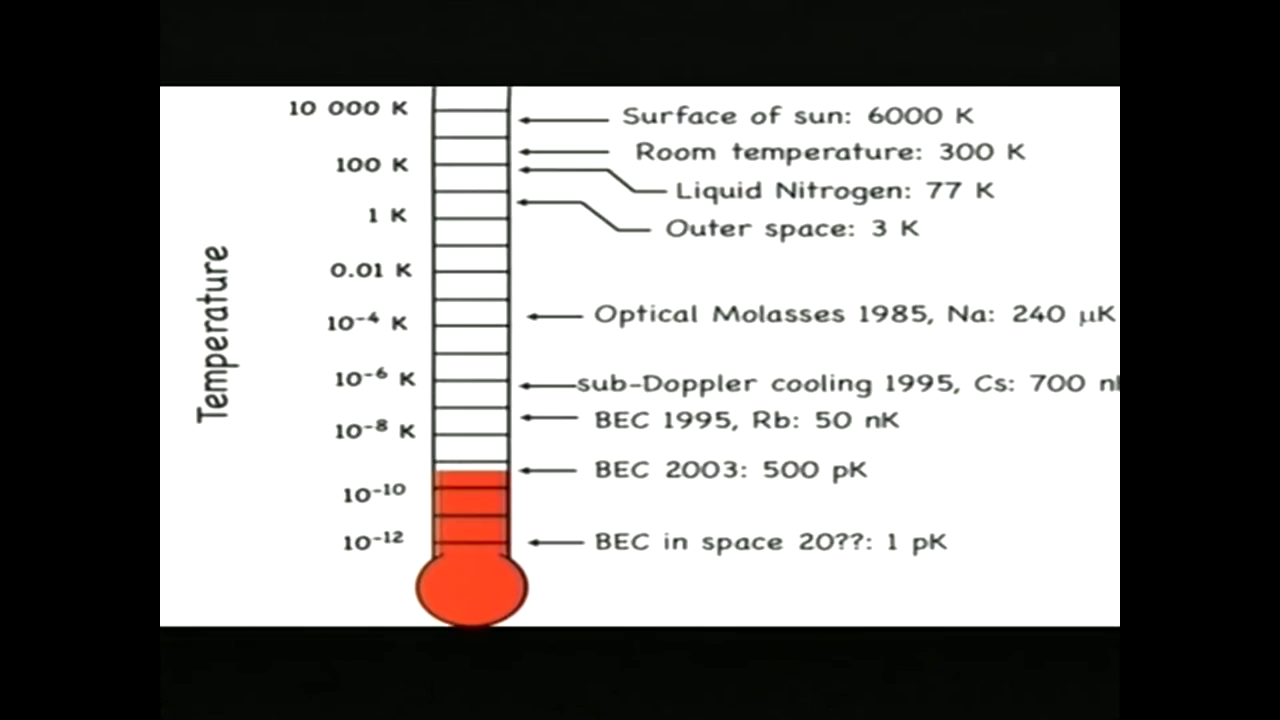 10 000 K
Surface of sun: 6000 K
Room temperature: 300 K
100 K
Liquid Nitrogen: 77 K
1 K
Outer space: 3 K
Temperature
0.01 K
Optical Molasses 1985, Na: 240 μK
10⁻⁴ K
10⁻⁶ K
sub-Doppler cooling 1995, Cs: 700 n
BEC 1995, Rb: 50 nK
10⁻⁸ K
BEC 2003: 500 pK
10⁻¹⁰
10⁻¹²
BEC in space 20??: 1 pK